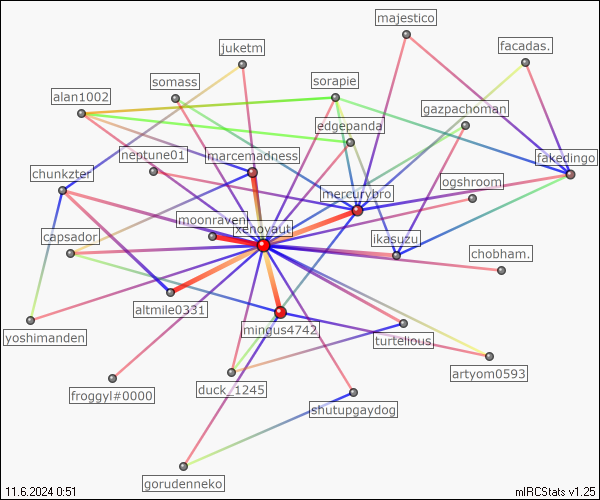 majestico
juketm
facadas.
somass
sorapie
alan1002
gazpachoman
edgepanda
neptune01
marcemadness
fakedingo
chunkzter
mercurybro
ogshroom
moonraven
xenoyaut
capsador
ikasuzu
chobham.
altmile0331
mingus4742
yoshimanden
turtelious
artyom0593
froggyl#0000
duck_1245
shutupgaydog
gorudenneko
11.6.2024 0:51
mIRCStats v1.25